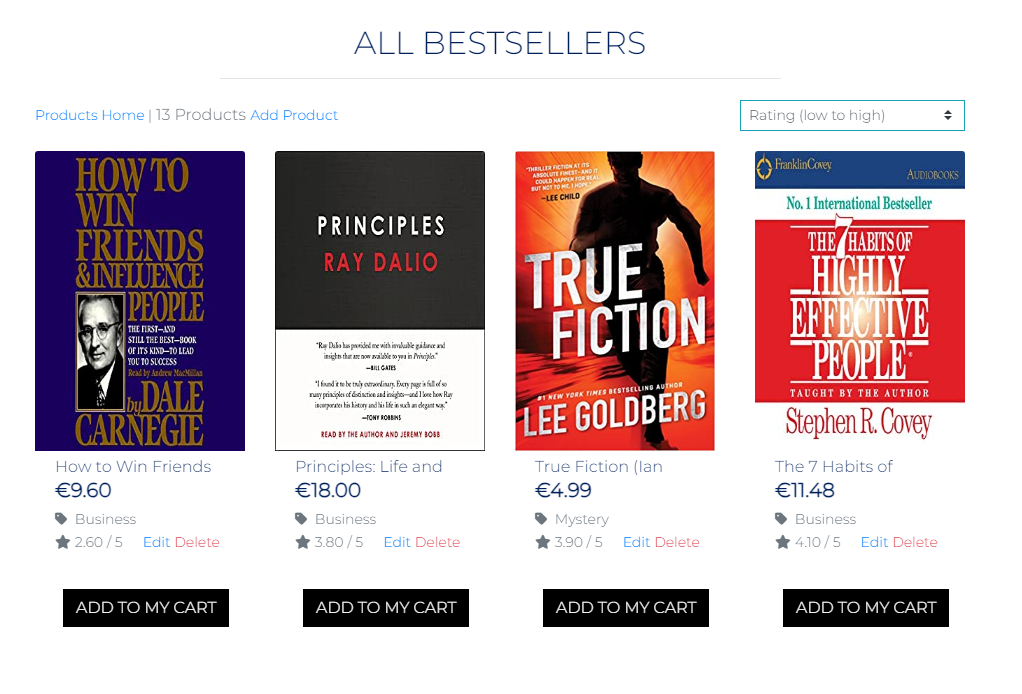 ALL BESTSELLERS
Products Home | 13 Products Add Product
Rating (low to high)
HOW TO
WIN
FRIENDS
& INFLUENCE
PEOPLE
THE FIRST—AND
STILL THE BEST—BOOK
OF ITS KIND—TO LEAD
YOU TO SUCCESS
Read by Andrew MacMillan
by DALE
CARNEGIE
How to Win Friends
€9.60
Business
2.60 / 5 Edit Delete
ADD TO MY CART
PRINCIPLES
RAY DALIO
"Ray Dalio has provided me with invaluable guidance and
insights that are now available to you in Principles."
—BILL GATES
"I found it to be truly extraordinary. Every page is full of so
many principles of distinction and insights—and I love how Ray
incorporates his history and his life in such an elegant way."
—TONY ROBBINS
READ BY THE AUTHOR AND JEREMY BOBB
Principles: Life and
€18.00
Business
3.80 / 5 Edit Delete
ADD TO MY CART
"THRILLER FICTION AT ITS
ABSOLUTE FINEST—AND IT
COULD HAPPEN FOR REAL.
BUT NOT TO ME, I HOPE."
—LEE CHILD
TRUE
FICTION
#1 NEW YORK TIMES BESTSELLING AUTHOR
LEE GOLDBERG
True Fiction (Ian
€4.99
Mystery
3.90 / 5 Edit Delete
ADD TO MY CART
FranklinCovey.
AUDIOBOOKS
No. 1 International Bestseller
THE 7 HABITS OF
HIGHLY
EFFECTIVE
PEOPLE®
TAUGHT BY THE AUTHOR
Stephen R. Covey
The 7 Habits of
€11.48
Business
4.10 / 5 Edit Delete
ADD TO MY CART